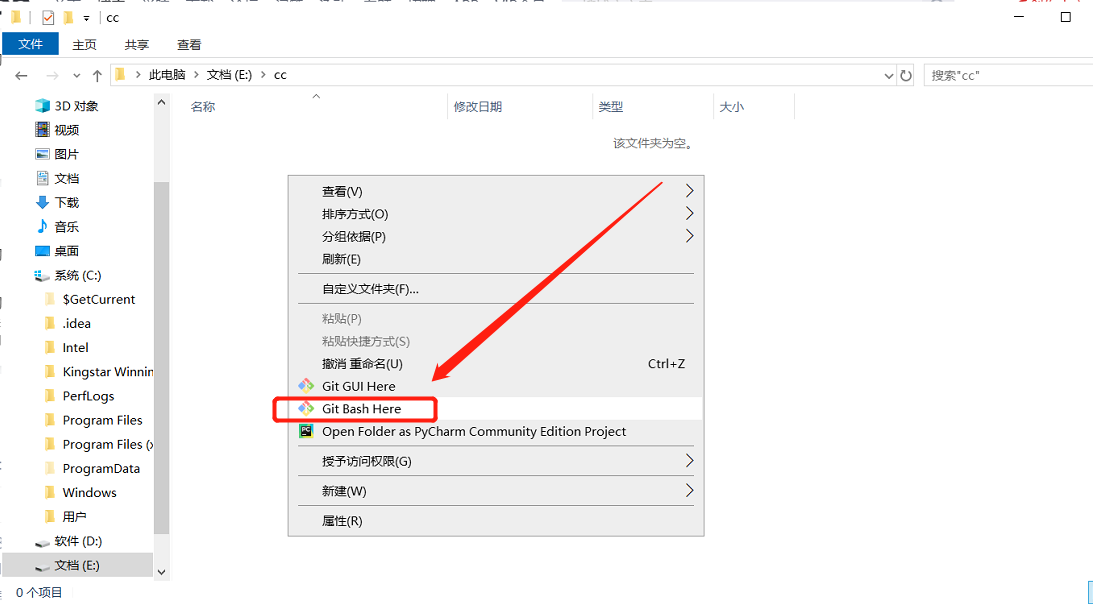 cc
文件 主页 共享 查看
此电脑 文档 (E:) cc
搜索"cc"
名称 修改日期 类型 大小
该文件夹为空。
3D 对象
视频
图片
文档
下载
音乐
桌面
系统 (C:)
$GetCurrent
.idea
Intel
Kingstar Winnin
PerfLogs
Program Files
Program Files (x
ProgramData
Windows
用户
软件 (D:)
文档 (E:)
查看(V)
排序方式(O)
分组依据(P)
刷新(E)
自定义文件夹(F)...
粘贴(P)
粘贴快捷方式(S)
撤消 重命名(U) Ctrl+Z
Git GUI Here
Git Bash Here
Open Folder as PyCharm Community Edition Project
授予访问权限(G)
新建(W)
属性(R)
0 个项目